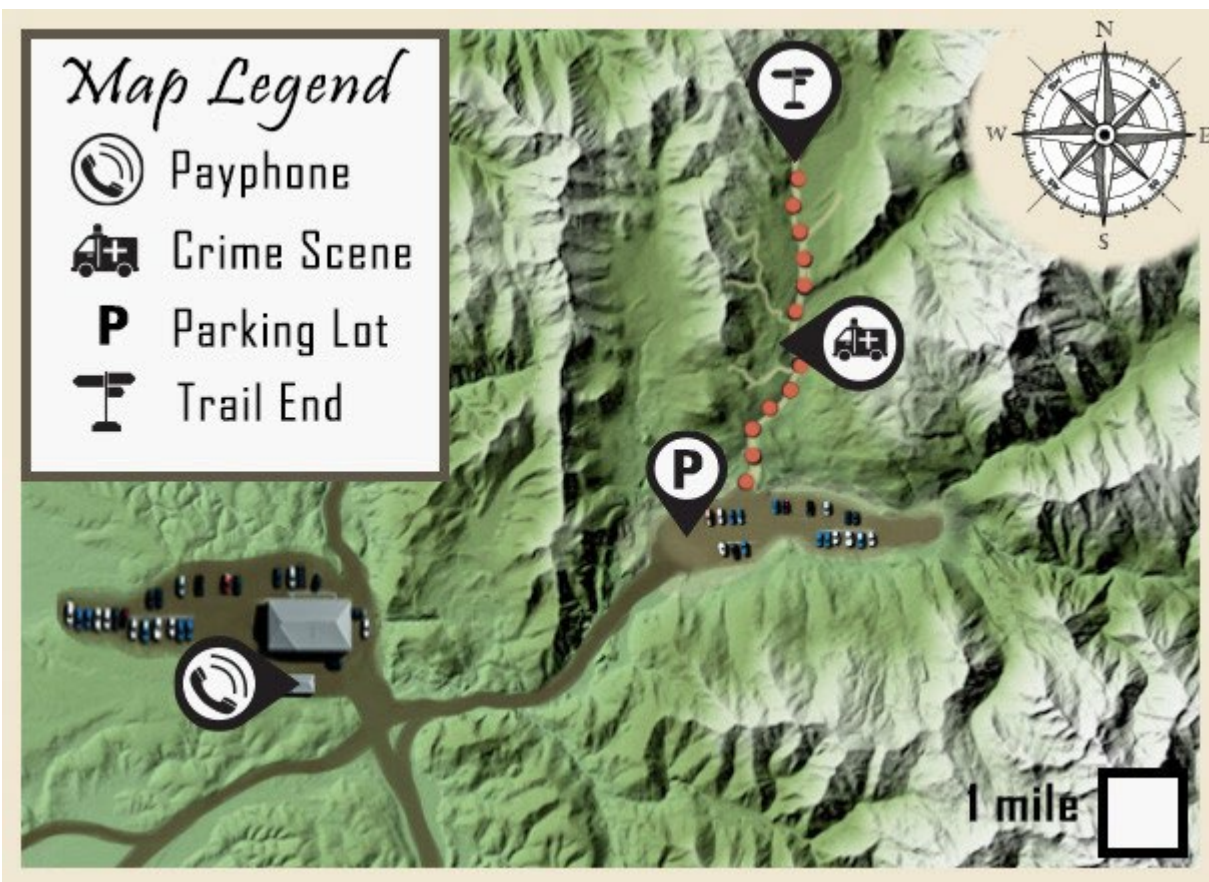 Map Legend
Payphone
Crime Scene
P Parking Lot
Trail End
N
W E
S
P
1 mile